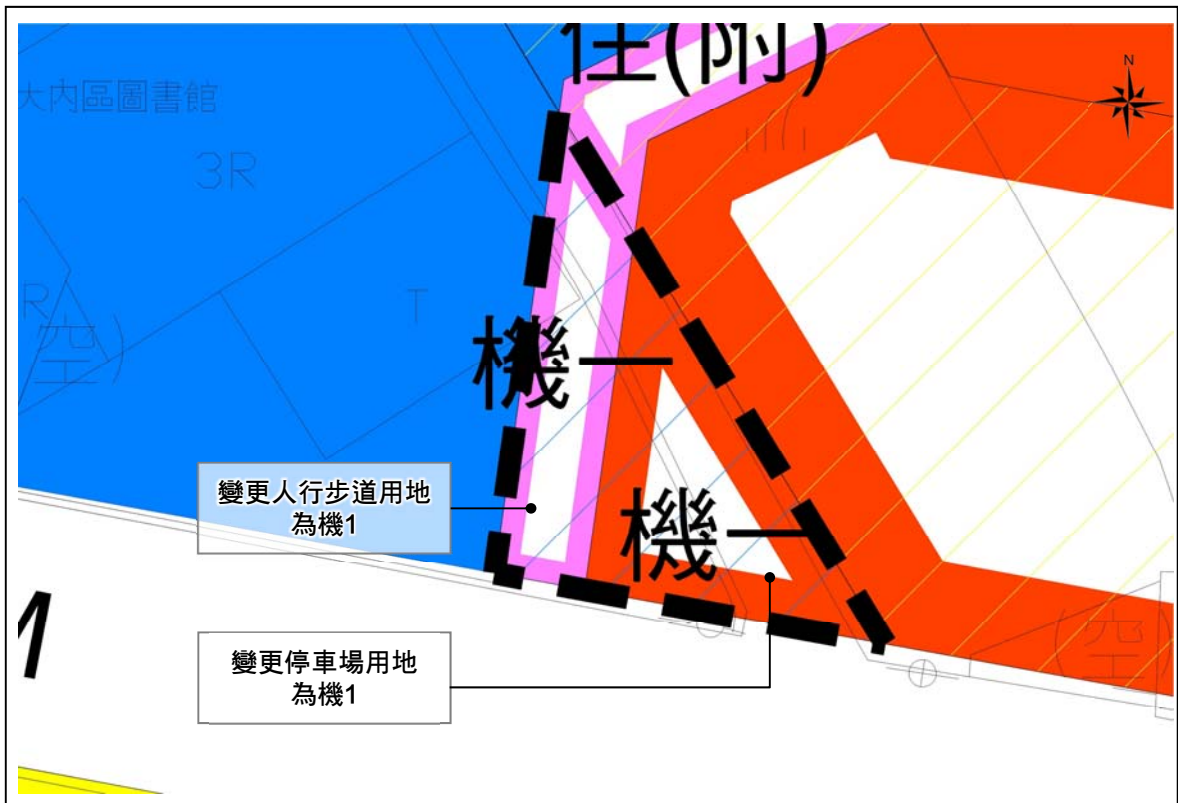 住(附)
N
大內區圖書館
3R
R
T
(空)
機一
機一
變更人行步道用地
為機1
變更停車場用地
為機1
(空)